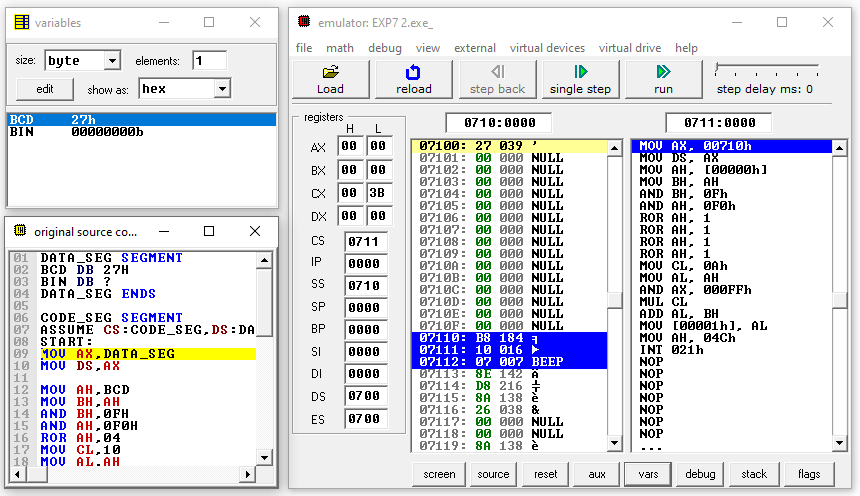 variables
size: byte elements: 1
edit show as: hex
BCD 27h
BIN 00000000b
original source co...
01 DATA_SEG SEGMENT
02 BCD DB 27H
03 BIN DB ?
04 DATA_SEG ENDS
05
06 CODE_SEG SEGMENT
07 ASSUME CS:CODE_SEG,DS:DA
08 START:
09 MOV AX,DATA_SEG
10 MOV DS,AX
11
12 MOV AH,BCD
13 MOV BH,AH
14 AND BH,0FH
15 AND AH,0F0H
16 ROR AH,04
17 MOV CL,10
18 MOV AL,AH
emulator: EXP7 2.exe_
file math debug view external virtual devices virtual drive help
Load reload step back single step run step delay ms: 0
registers
H L
AX 00 00
BX 00 00
CX 00 3B
DX 00 00
CS 0711
IP 0000
SS 0710
SP 0000
BP 0000
SI 0000
DI 0000
DS 0700
ES 0700
0710:0000
07100: 27 039 '
07101: 00 000 NULL
07102: 00 000 NULL
07103: 00 000 NULL
07104: 00 000 NULL
07105: 00 000 NULL
07106: 00 000 NULL
07107: 00 000 NULL
07108: 00 000 NULL
07109: 00 000 NULL
0710A: 00 000 NULL
0710B: 00 000 NULL
0710C: 00 000 NULL
0710D: 00 000 NULL
0710E: 00 000 NULL
0710F: 00 000 NULL
07110: B8 184 ╕
07111: 10 016 ►
07112: 07 007 BEEP
07113: 8E 142 Ä
07114: D8 216 ╪
07115: 8A 138 è
07116: 26 038 &
07117: 00 000 NULL
07118: 00 000 NULL
07119: 8A 138 è
0711:0000
MOV AX, 00710h
MOV DS, AX
MOV AH, [00000h]
MOV BH, AH
AND BH, 0Fh
AND AH, 0F0h
ROR AH, 1
ROR AH, 1
ROR AH, 1
ROR AH, 1
MOV CL, 0Ah
MOV AL, AH
AND AX, 000FFh
MUL CL
ADD AL, BH
MOV [00001h], AL
MOV AH, 04Ch
INT 021h
NOP
NOP
NOP
NOP
NOP
NOP
NOP
...
screen source reset aux vars debug stack flags